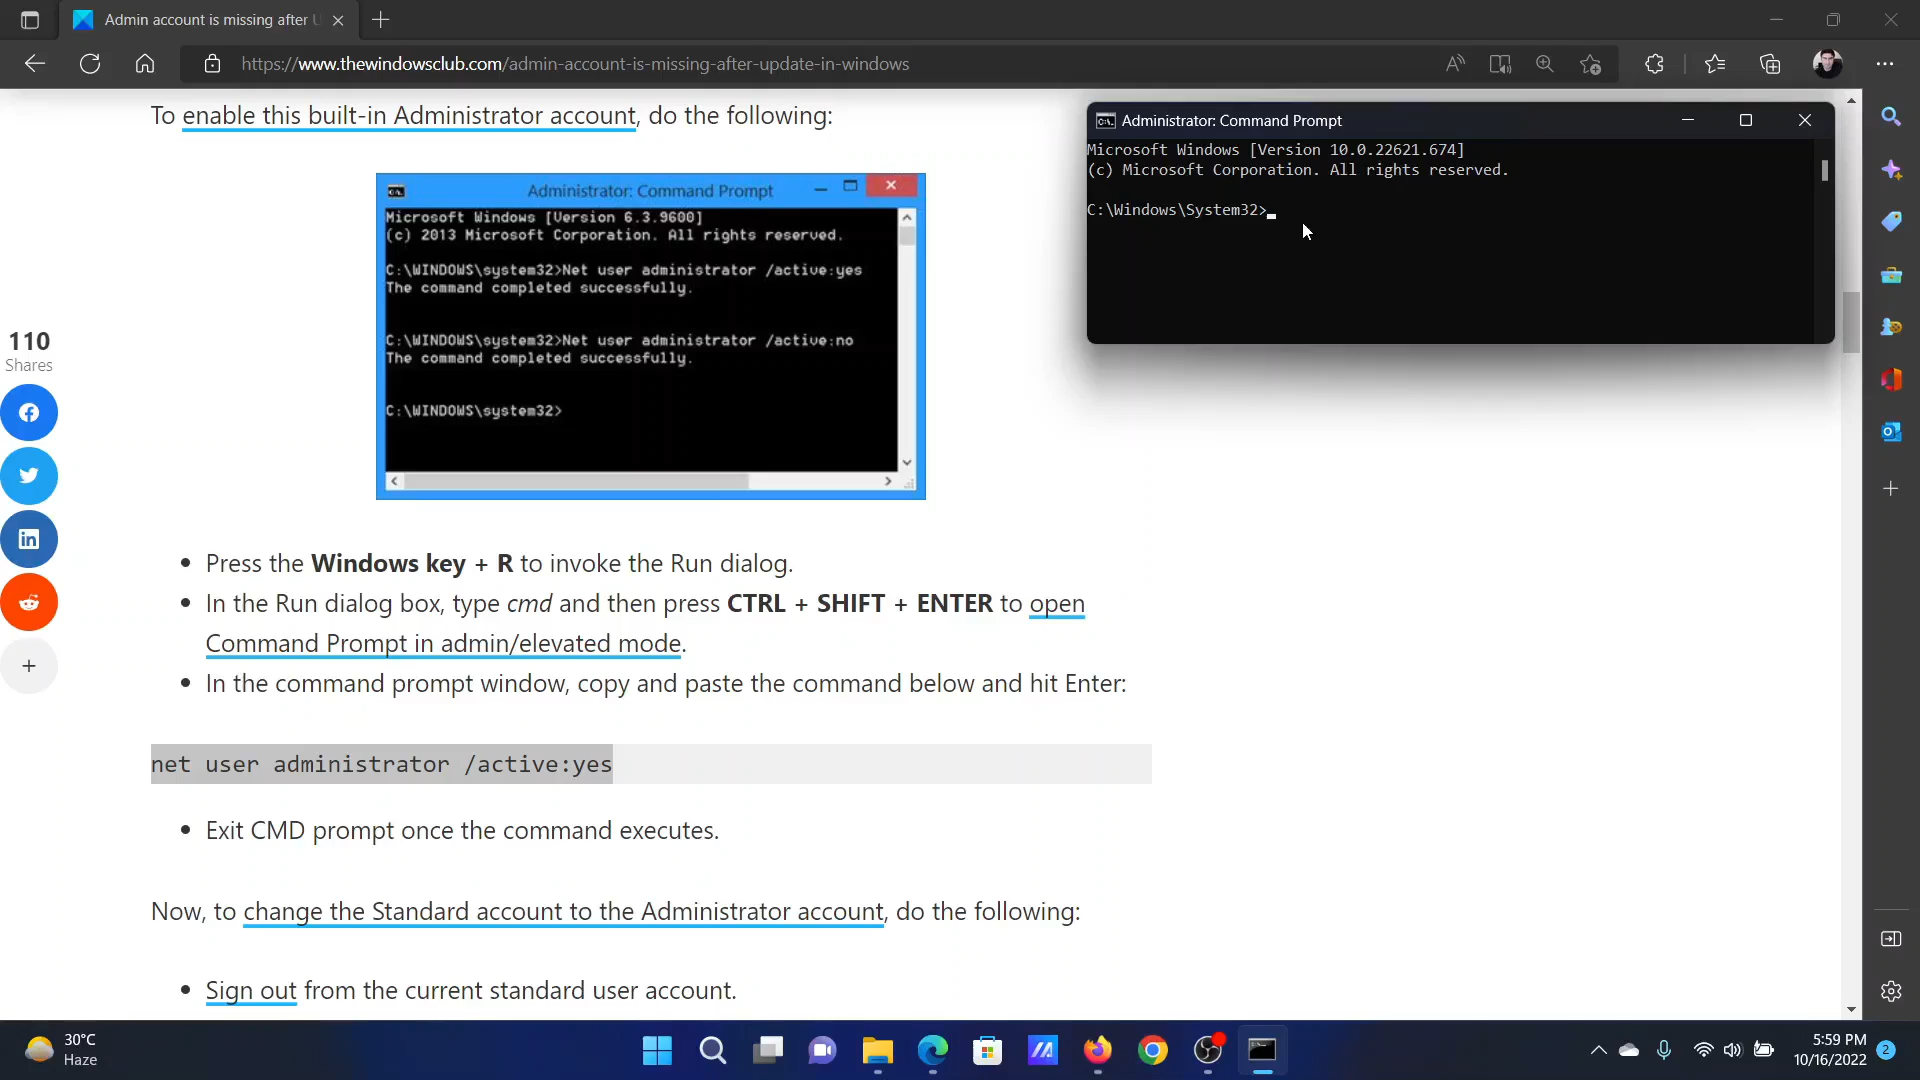 Admin account is missing after U
https://www.thewindowsclub.com/admin-account-is-missing-after-update-in-windows
To enable this built-in Administrator account, do the following:
Administrator: Command Prompt
Microsoft Windows [Version 6.3.9600]
(c) 2013 Microsoft Corporation. All rights reserved.
C:\WINDOWS\system32>Net user administrator /active:yes
The command completed successfully.
C:\WINDOWS\system32>Net user administrator /active:no
The command completed successfully.
C:\WINDOWS\system32>
Administrator: Command Prompt
Microsoft Windows [Version 10.0.22621.674]
(c) Microsoft Corporation. All rights reserved.
C:\Windows\System32>
110
Shares
• Press the Windows key + R to invoke the Run dialog.
• In the Run dialog box, type cmd and then press CTRL + SHIFT + ENTER to open
Command Prompt in admin/elevated mode.
• In the command prompt window, copy and paste the command below and hit Enter:
net user administrator /active:yes
• Exit CMD prompt once the command executes.
Now, to change the Standard account to the Administrator account, do the following:
• Sign out from the current standard user account.
30°C
Haze
5:59 PM
10/16/2022
2